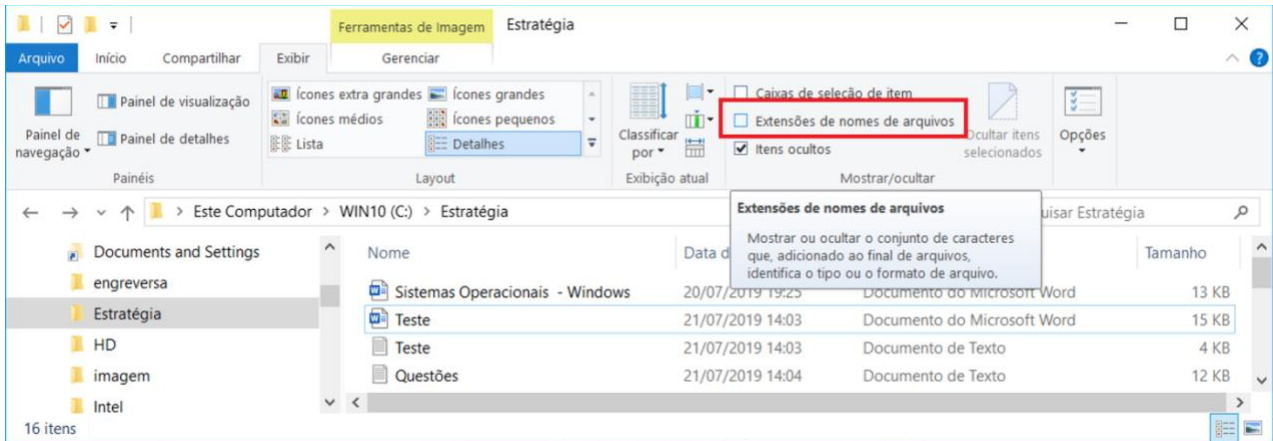 Ferramentas de Imagem Estratégia
Arquivo Início Compartilhar Exibir Gerenciar
Painel de navegação
Painel de visualização
Painel de detalhes
Painéis
Ícones extra grandes Ícones grandes
Ícones médios Ícones pequenos
Lista Detalhes
Layout
Classificar por
Exibição atual
Caixas de seleção de item
Extensões de nomes de arquivos
Itens ocultos
Ocultar itens
selecionados
Mostrar/ocultar
Opções
Este Computador > WIN10 (C:) > Estratégia
Estratégia
Extensões de nomes de arquivos
Mostrar ou ocultar o conjunto de caracteres
que, adicionado ao final de arquivos,
identifica o tipo ou o formato de arquivo.
Documents and Settings
engreversa
Estratégia
HD
imagem
Intel
Nome Data Tamanho
Sistemas Operacionais - Windows 20/07/2019 19:25 Documento do Microsoft Word 13 KB
Teste 21/07/2019 14:03 Documento do Microsoft Word 15 KB
Teste 21/07/2019 14:03 Documento de Texto 4 KB
Questões 21/07/2019 14:04 Documento de Texto 12 KB
16 itens